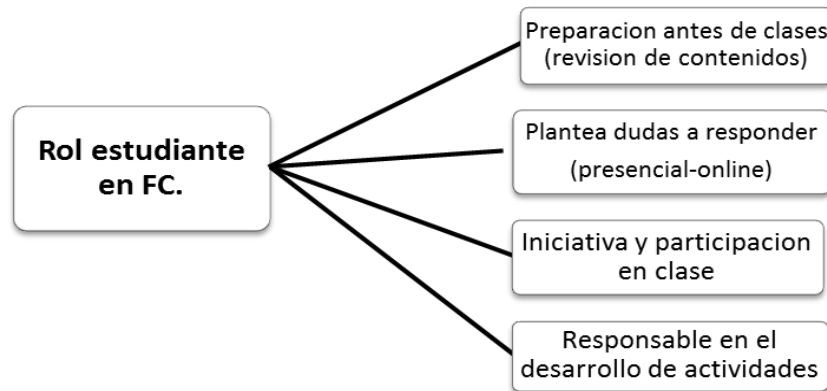 Rol estudiante
en FC.
Preparacion antes de clases
(revision de contenidos)
Plantea dudas a responder
(presencial-online)
Iniciativa y participacion
en clase
Responsable en el
desarrollo de actividades